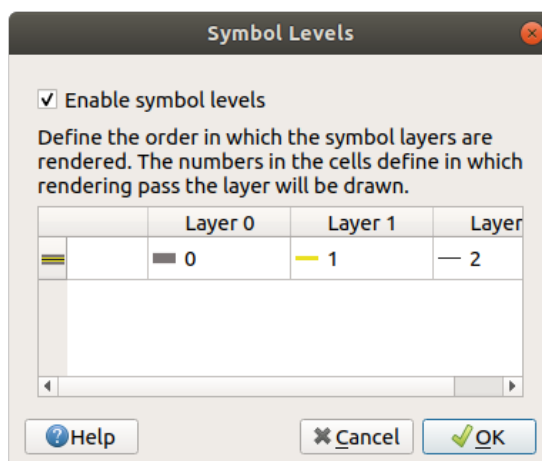 Symbol Levels
Enable symbol levels
Define the order in which the symbol layers are
rendered. The numbers in the cells define in which
rendering pass the layer will be drawn.
Layer 0 Layer 1 Layer
0 1 2
Help Cancel OK